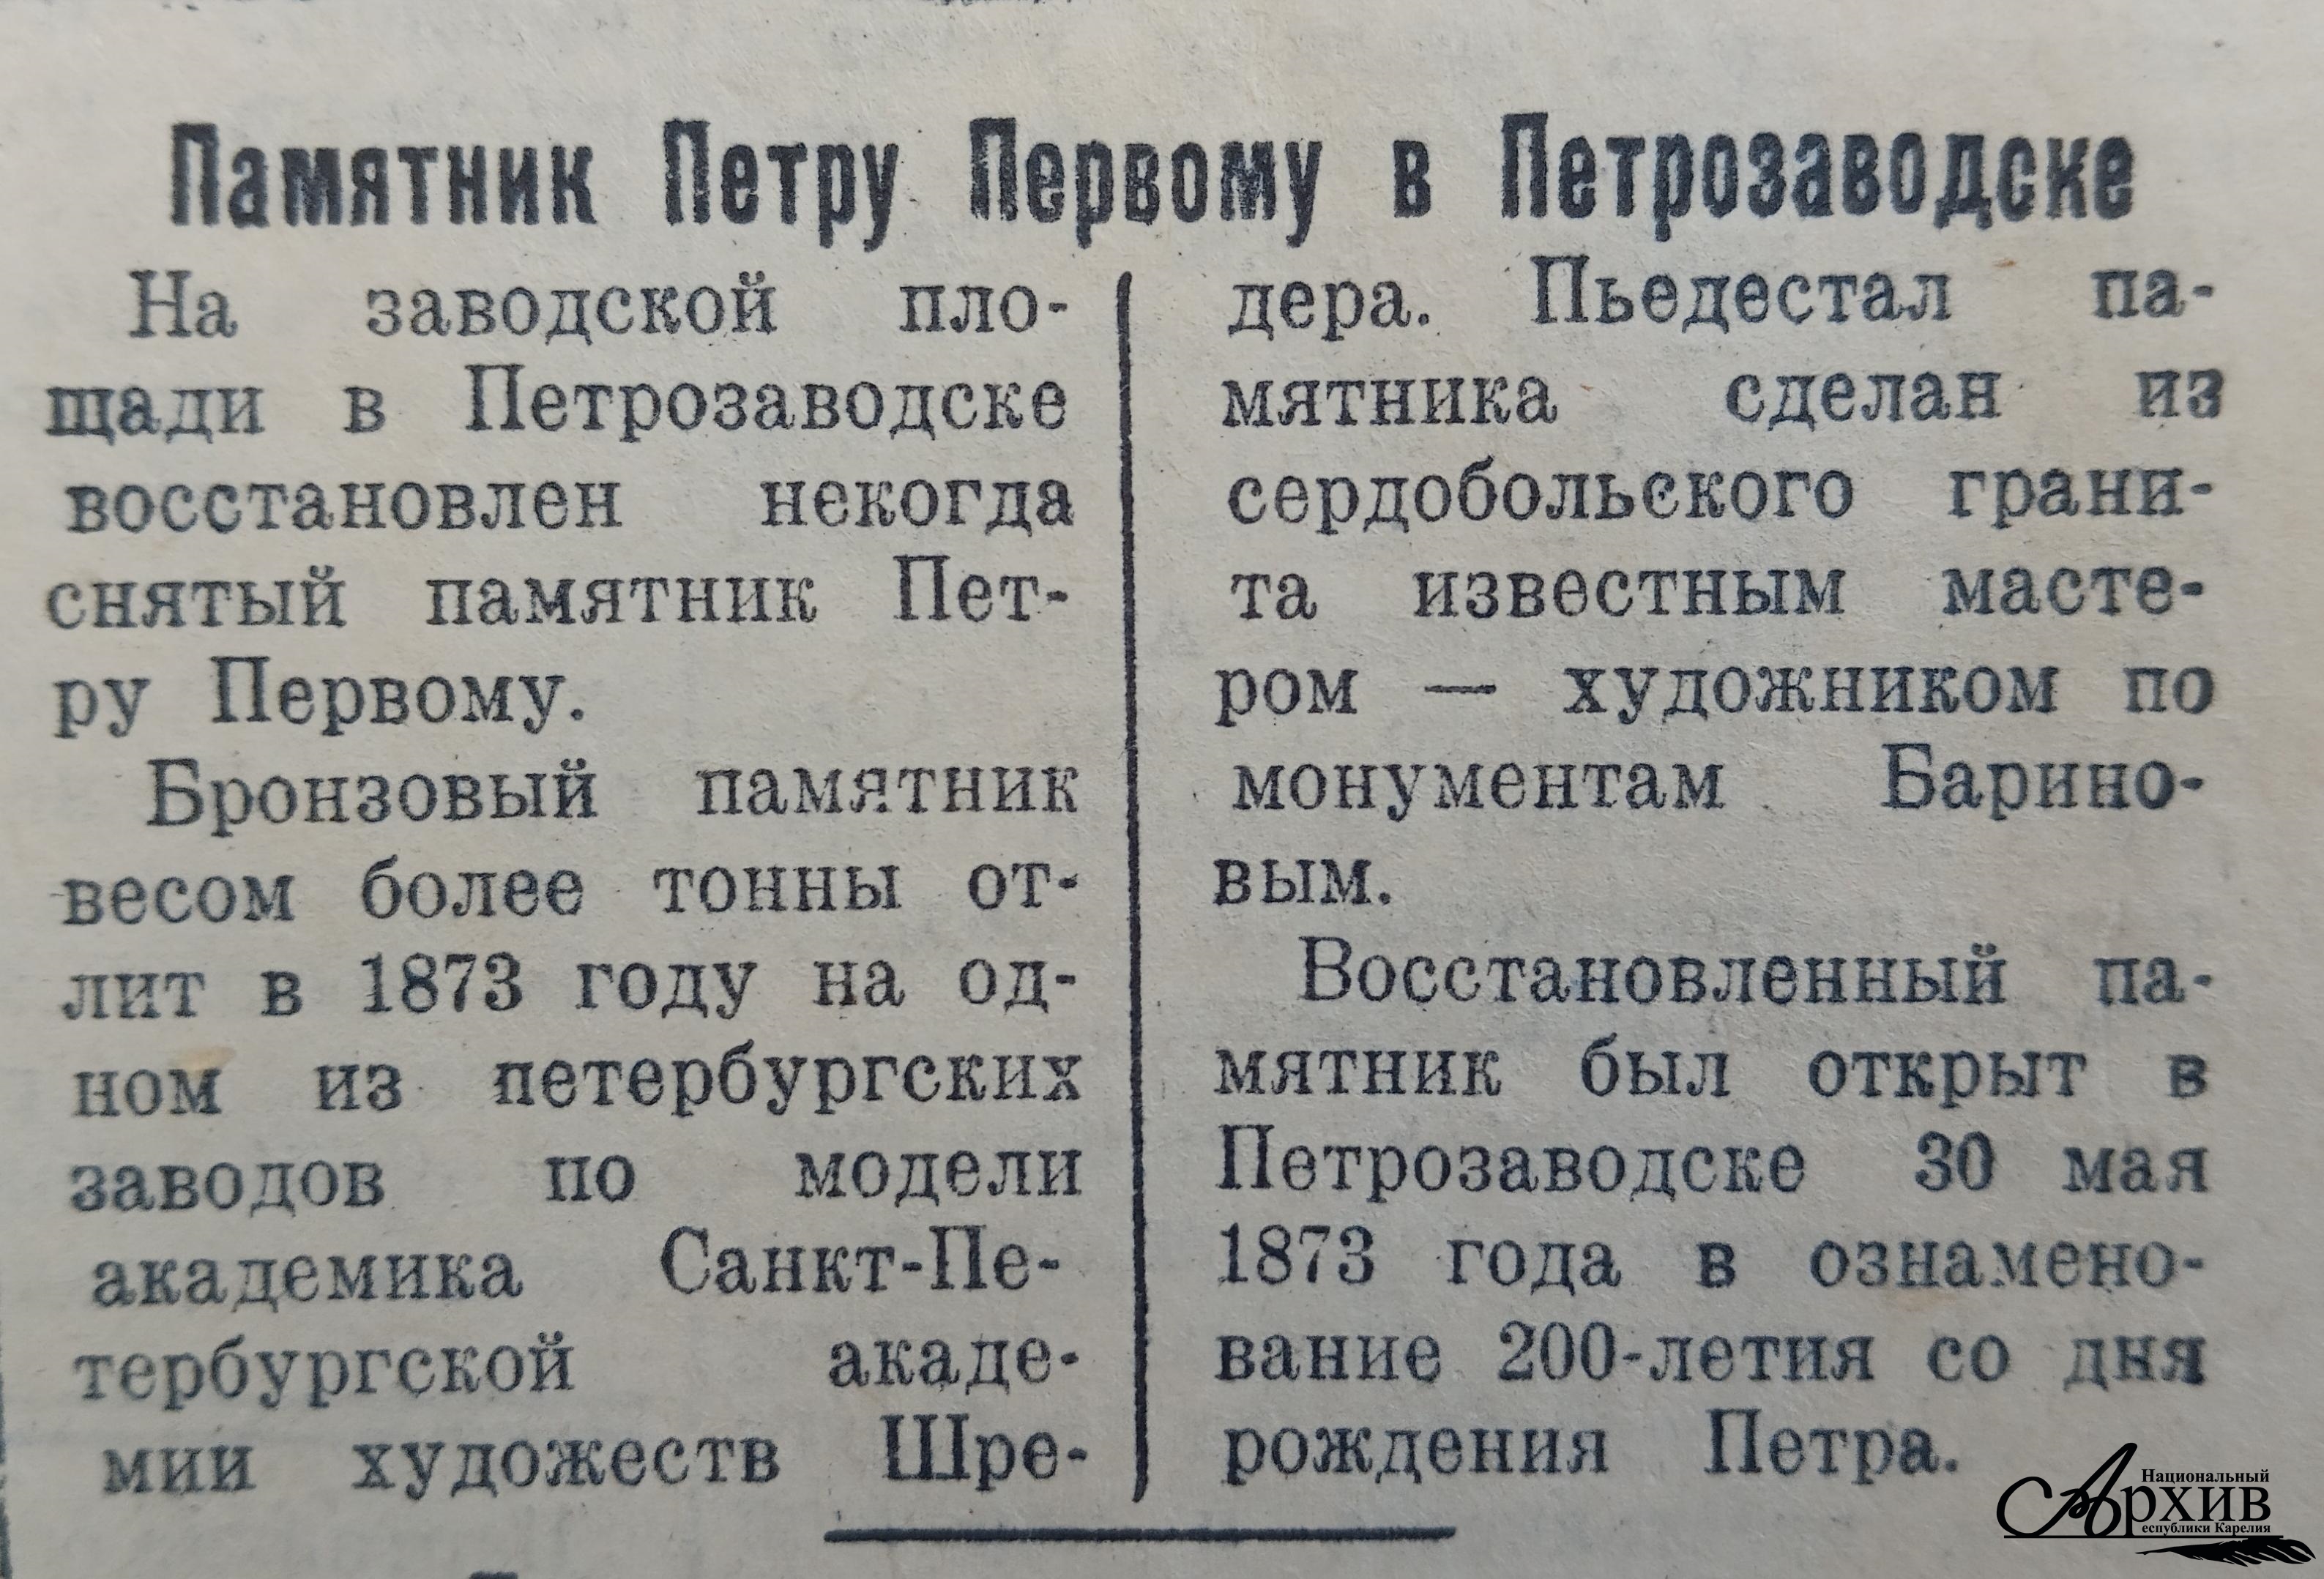 Памятник Петру Первому в Петрозаводске
На заводской пло-
щади в Петрозаводске
восстановлен некогда
снятый памятник Пет-
ру Первому.
Бронзовый памятник
весом более тонны от-
лит в 1873 году на од-
ном из петербургских
заводов по модели
академика Санкт-Пе-
тербургской акаде-
мии художеств Шре-
дера. Пьедестал па-
мятника сделан из
сердобольского грани-
та известным масте-
ром — художником по
монументам Барино-
вым.
Восстановленный па-
мятник был открыт в
Петрозаводске 30 мая
1873 года в ознамено-
вание 200-летия со дня
рождения Петра.
Национальный
Архив
Республики Карелия